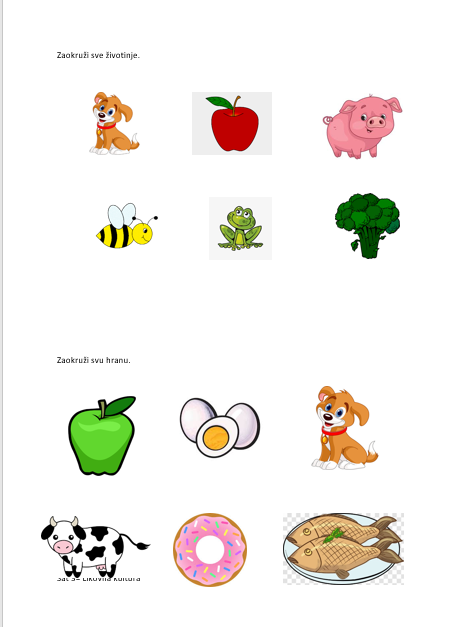 Zaokruži sve životinje.
Zaokruži svu hranu.
Sat 3= Likovna kultura